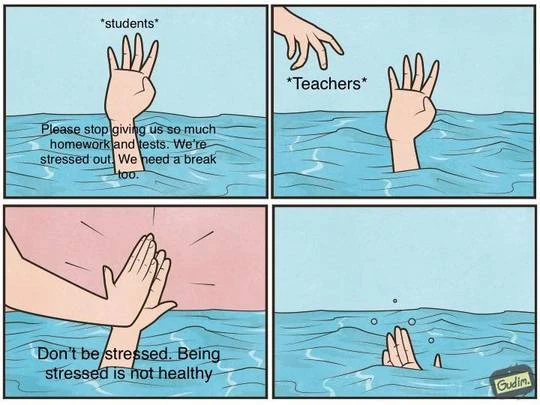 *students*
Please stop giving us so much
homework and tests. We're
stressed out. We need a break
too.
*Teachers*
Don't be stressed. Being
stressed is not healthy
Gudim.